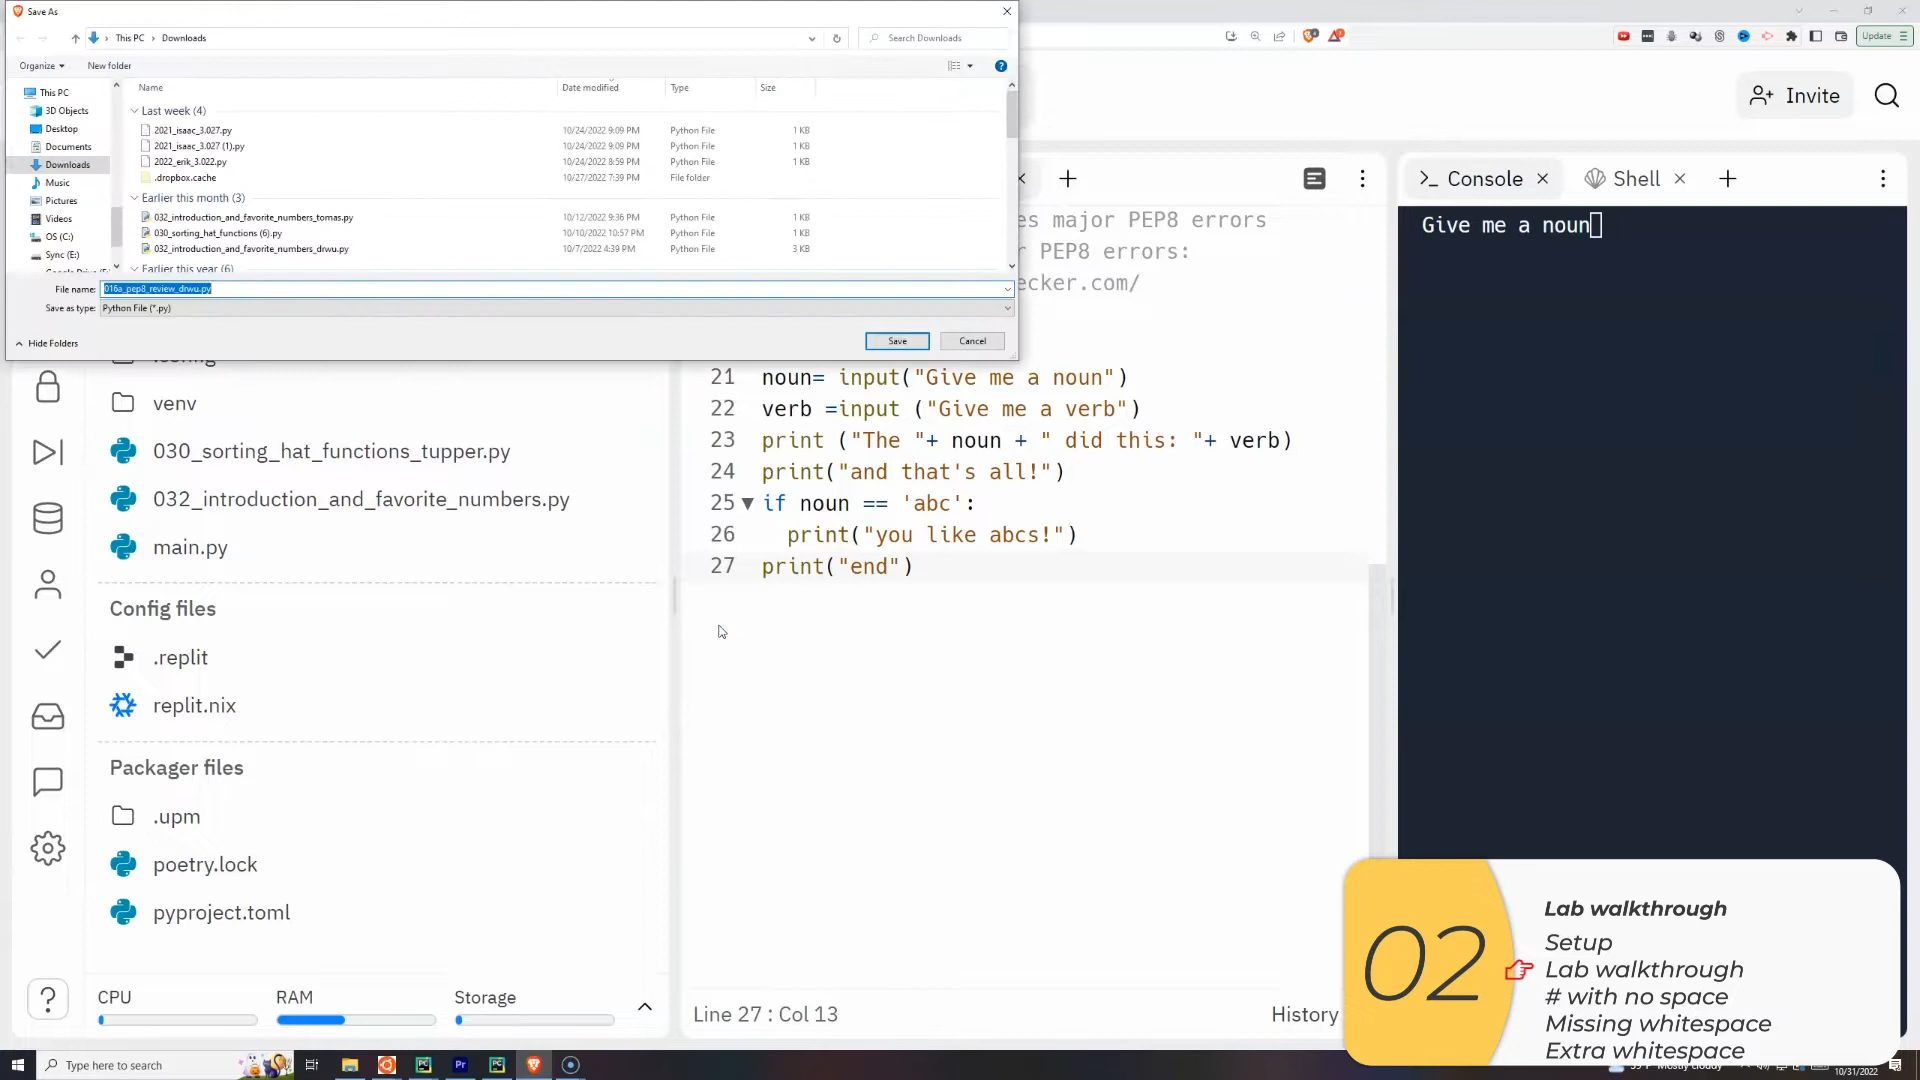 Save As
This PC > Downloads
Search Downloads
Organize
New folder
Name
Date modified
Type
Size
This PC
3D Objects
Desktop
Documents
Downloads
Music
Pictures
Videos
OS (C:)
Sync (E:)
Last week (4)
2021_isaac_3.027.py 10/24/2022 9:09 PM Python File 1 KB
2021_isaac_3.027 (1).py 10/24/2022 9:09 PM Python File 1 KB
2022_erik_3.022.py 10/24/2022 8:59 PM Python File 1 KB
.dropbox.cache 10/27/2022 7:39 PM File folder
Earlier this month (3)
032_introduction_and_favorite_numbers_tomas.py 10/12/2022 9:36 PM Python File 1 KB
030_sorting_hat_functions (6).py 10/10/2022 10:57 PM Python File 1 KB
032_introduction_and_favorite_numbers_drwu.py 10/7/2022 4:39 PM Python File 3 KB
Earlier this year (6)
File name: 016a_pep8_review_drwu.py
Save as type: Python File (*.py)
Hide Folders
Save
Cancel
Update
Invite
venv
030_sorting_hat_functions_tupper.py
032_introduction_and_favorite_numbers.py
main.py
Config files
.replit
replit.nix
Packager files
.upm
poetry.lock
pyproject.toml
CPU
RAM
Storage
es major PEP8 errors
r PEP8 errors:
ecker.com/
21 noun= input("Give me a noun")
22 verb =input ("Give me a verb")
23 print ("The "+ noun + " did this: "+ verb)
24 print("and that's all!")
25 if noun == 'abc':
26 print("you like abcs!")
27 print("end")
Line 27 : Col 13
History
Console
Shell
Give me a noun
02
Lab walkthrough
Setup
Lab walkthrough
# with no space
Missing whitespace
Extra whitespace
Type here to search
Pr
10/31/2022